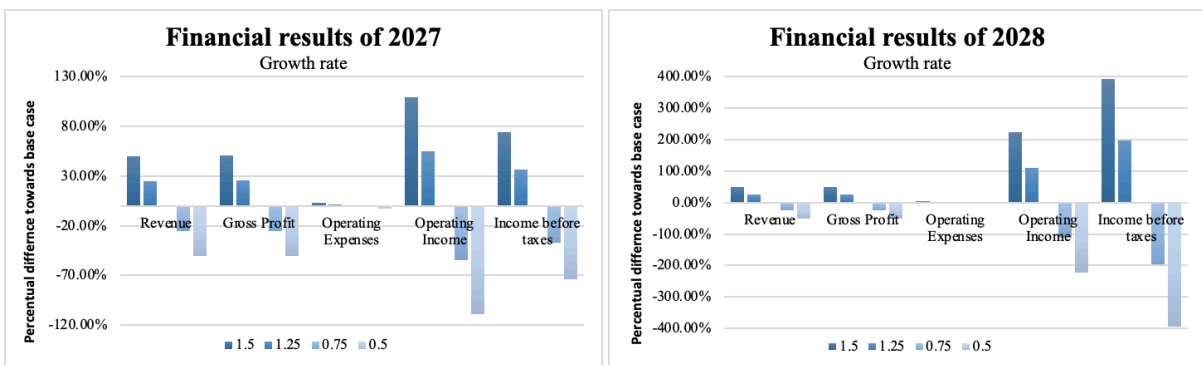 Financial results of 2027
Growth rate
Percentual differnce towards base case
130.00%
80.00%
30.00%
-20.00%
-70.00%
-120.00%
Revenue
Gross Profit
Operating
Expenses
Operating
Income
Income before
taxes
1.5 1.25 0.75 0.5
Financial results of 2028
Growth rate
Percentual differnce towards base case
400.00%
300.00%
200.00%
100.00%
0.00%
-100.00%
-200.00%
-300.00%
-400.00%
Revenue
Gross Profit
Operating
Expenses
Operating
Income
Income before
taxes
1.5 1.25 0.75 0.5